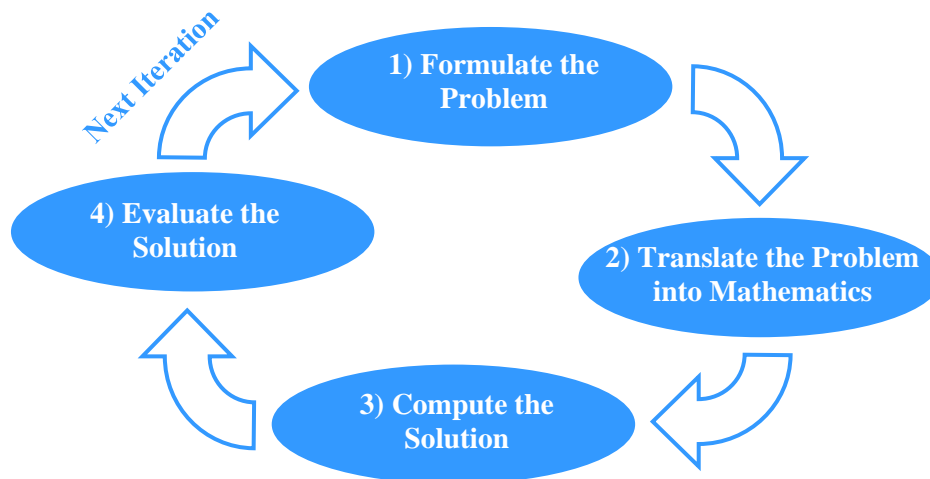 Next Iteration
1) Formulate the
Problem
2) Translate the Problem
into Mathematics
3) Compute the
Solution
4) Evaluate the
Solution